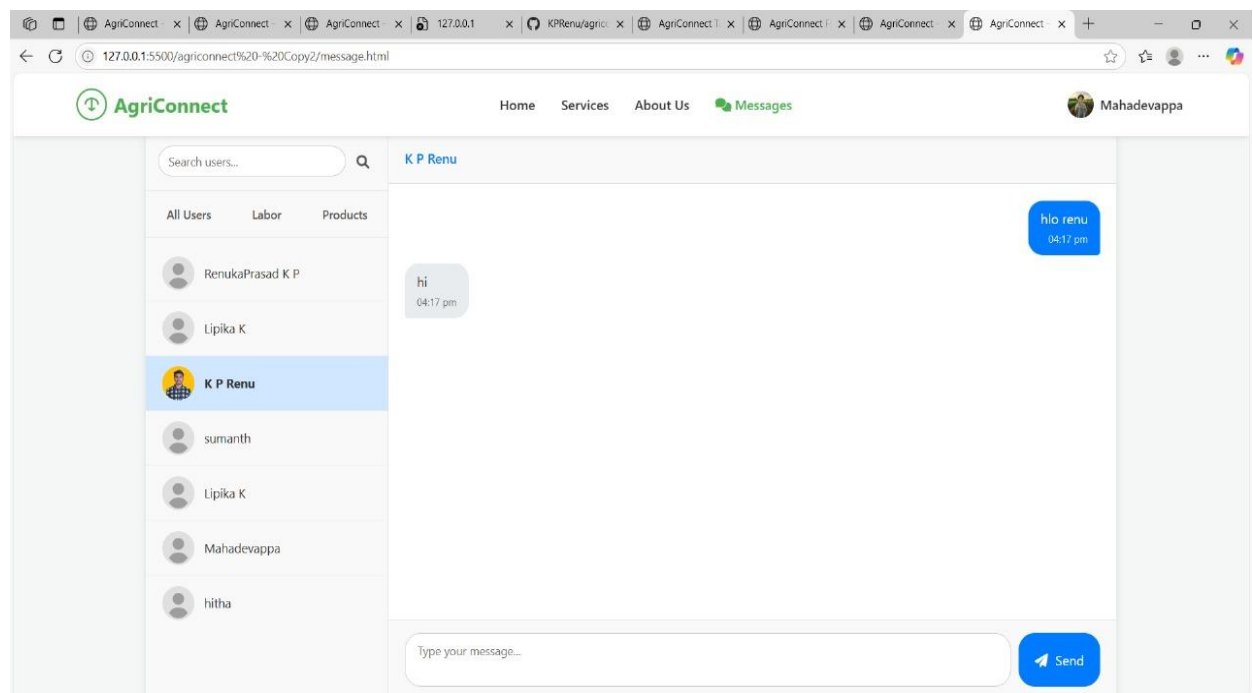 AgriConnect AgriConnect AgriConnect 127.0.0.1 KPRenu/agric AgriConnect AgriConnect AgriConnect AgriConnect
127.0.0.1:5500/agriconnect%20-%20Copy2/message.html
AgriConnect Home Services About Us Messages Mahadevappa
Search users...
K P Renu
All Users Labor Products
hlo renu
04:17 pm
RenukaPrasad K P
hi
04:17 pm
Lipika K
K P Renu
sumanth
Lipika K
Mahadevappa
hitha
Type your message...
Send